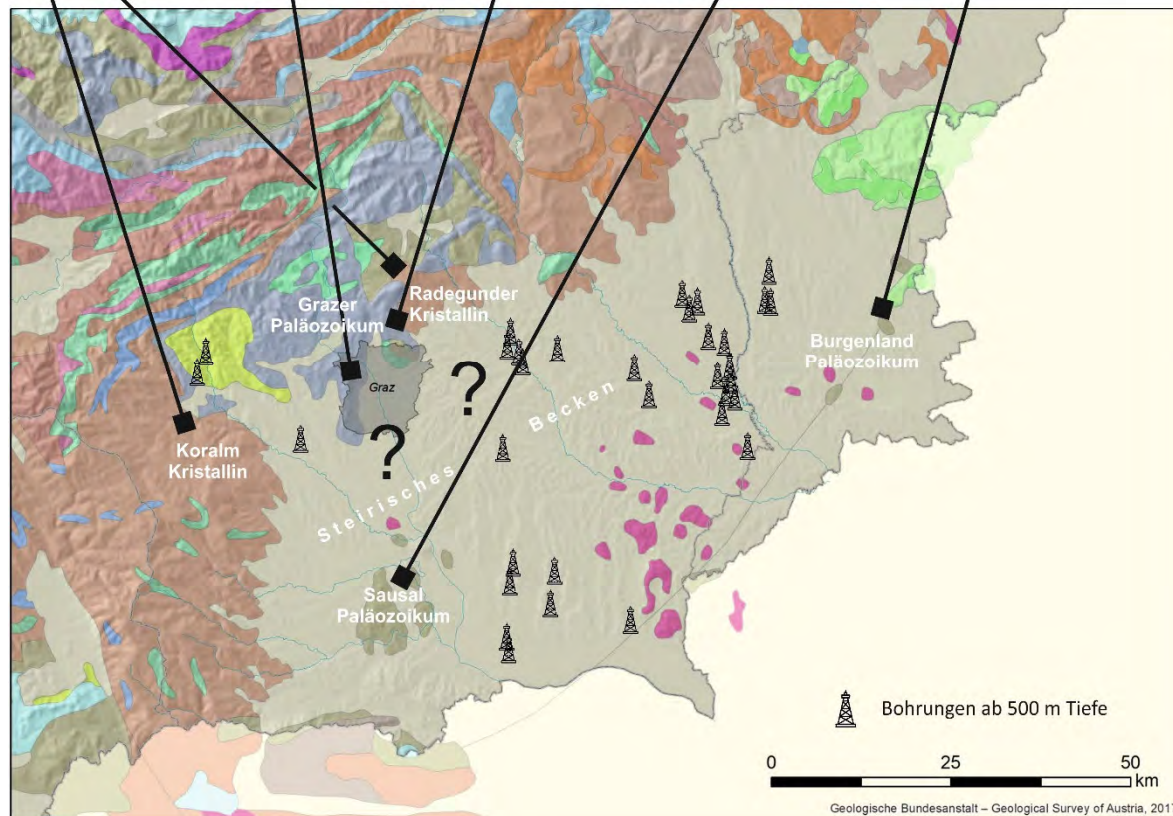 Grazer
Paläozoikum
Radegunder
Kristallin
Burgenland
Paläozoikum
Graz
?
?
Becken
Koralm
Kristallin
Steirisches
Sausal
Paläozoikum
Bohrungen ab 500 m Tiefe
0 25 50
km
Geologische Bundesanstalt – Geological Survey of Austria, 2017